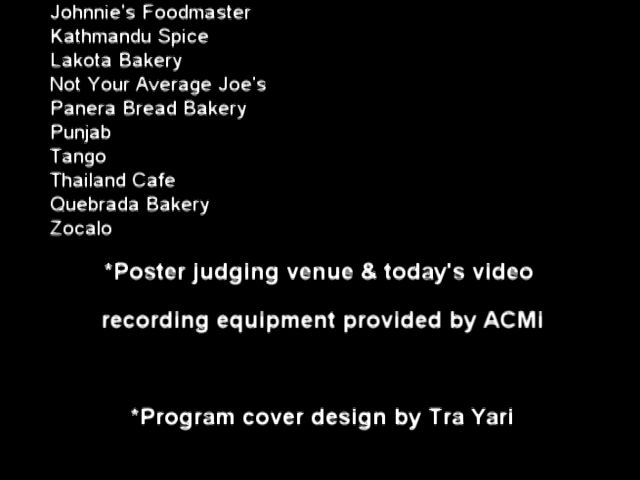 Johnnie's Foodmaster
Kathmandu Spice
Lakota Bakery
Not Your Average Joe's
Panera Bread Bakery
Punjab
Tango
Thailand Cafe
Quebrada Bakery
Zocalo
*Poster judging venue & today's video
recording equipment provided by ACMi
*Program cover design by Tra Yari